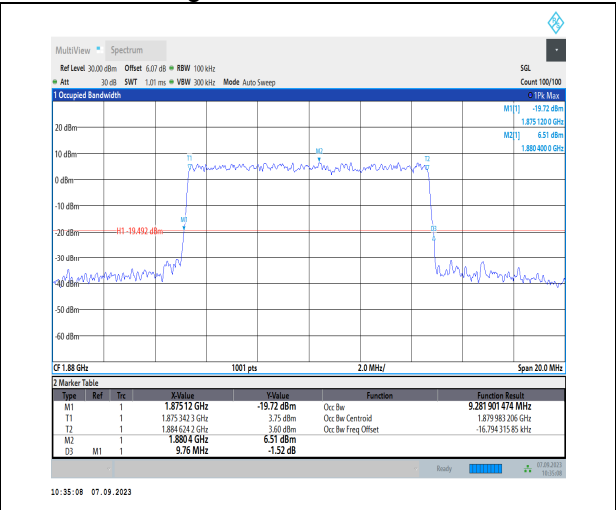 MultiView Spectrum
Ref Level 30.00 dBm Offset 6.07 dB RBW 100 kHz SGL
Att 30 dB SWT 1.01 ms VBW 300 kHz Mode Auto Sweep Count 100/100
1 Occupied Bandwidth 1Pk Max
M1[1] -19.72 dBm
1.875 120 0 GHz
M2[1] 6.51 dBm
1.880 400 0 GHz
20 dBm
10 dBm
T1 M2 T2
0 dBm
-10 dBm
M1
-20 dBm H1 -19.492 dBm D3
-30 dBm
-40 dBm
-50 dBm
-60 dBm
CF 1.88 GHz 1001 pts 2.0 MHz/ Span 20.0 MHz
2 Marker Table
Type Ref Trc X-Value Y-Value Function Function Result
M1 1 1.87512 GHz -19.72 dBm Occ Bw 9.281 901 474 MHz
T1 1 1.875 342 3 GHz 3.75 dBm Occ Bw Centroid 1.879 983 206 GHz
T2 1 1.884 624 2 GHz 3.60 dBm Occ Bw Freq Offset -16.794 315 85 kHz
M2 1 1.8804 GHz 6.51 dBm
D3 M1 1 9.76 MHz -1.52 dB
Ready 07.09.2023
10:35:08
10:35:08 07.09.2023